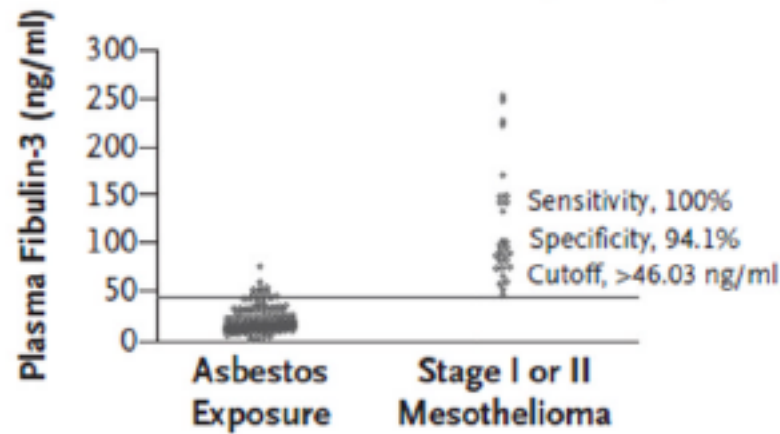 Plasma Fibulin-3 (ng/ml)
300
250
200
150
100
50
0
Sensitivity, 100%
Specificity, 94.1%
Cutoff, >46.03 ng/ml
Asbestos
Exposure
Stage I or II
Mesothelioma